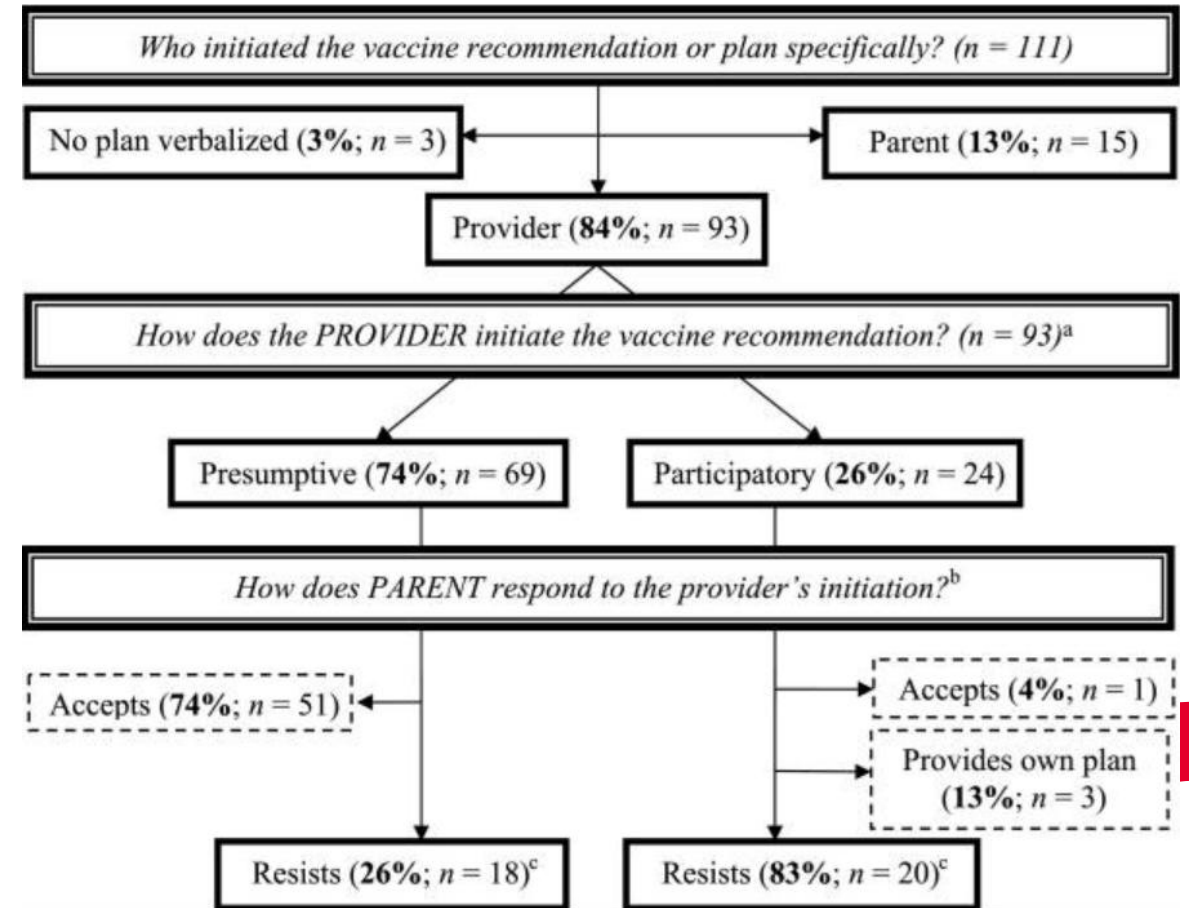 Who initiated the vaccine recommendation or plan specifically? (n = 111)
No plan verbalized (3%; n = 3)
Parent (13%; n = 15)
Provider (84%; n = 93)
How does the PROVIDER initiate the vaccine recommendation? (n = 93)ᵃ
Presumptive (74%; n = 69)
Participatory (26%; n = 24)
How does PARENT respond to the provider's initiation?ᵇ
Accepts (74%; n = 51)
Accepts (4%; n = 1)
Provides own plan
(13%; n = 3)
Resists (26%; n = 18)ᶜ
Resists (83%; n = 20)ᶜ